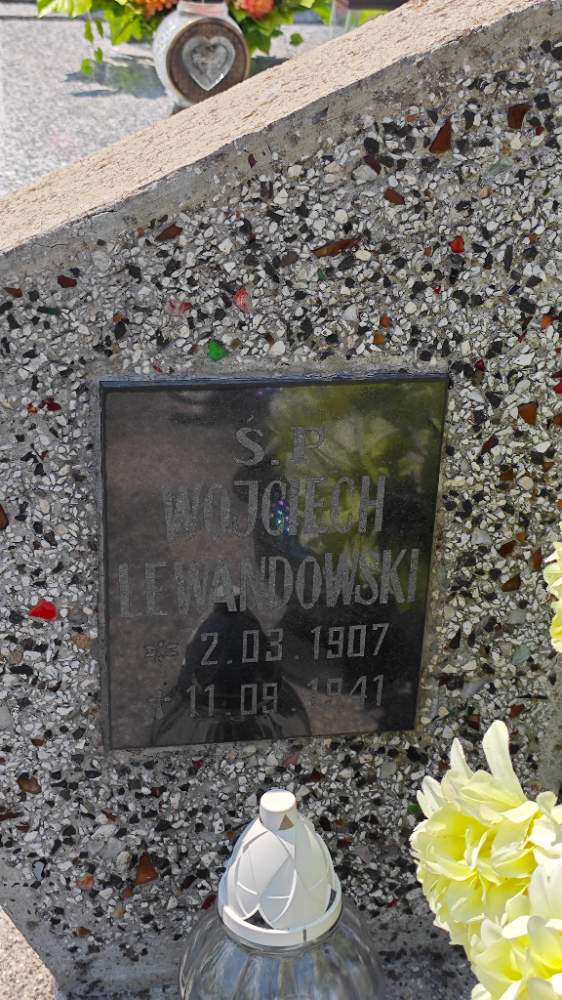 Ś.P
WOJCIECH
LEWANDOWSKI
*. 2.03.1907
+ 11.09.1941